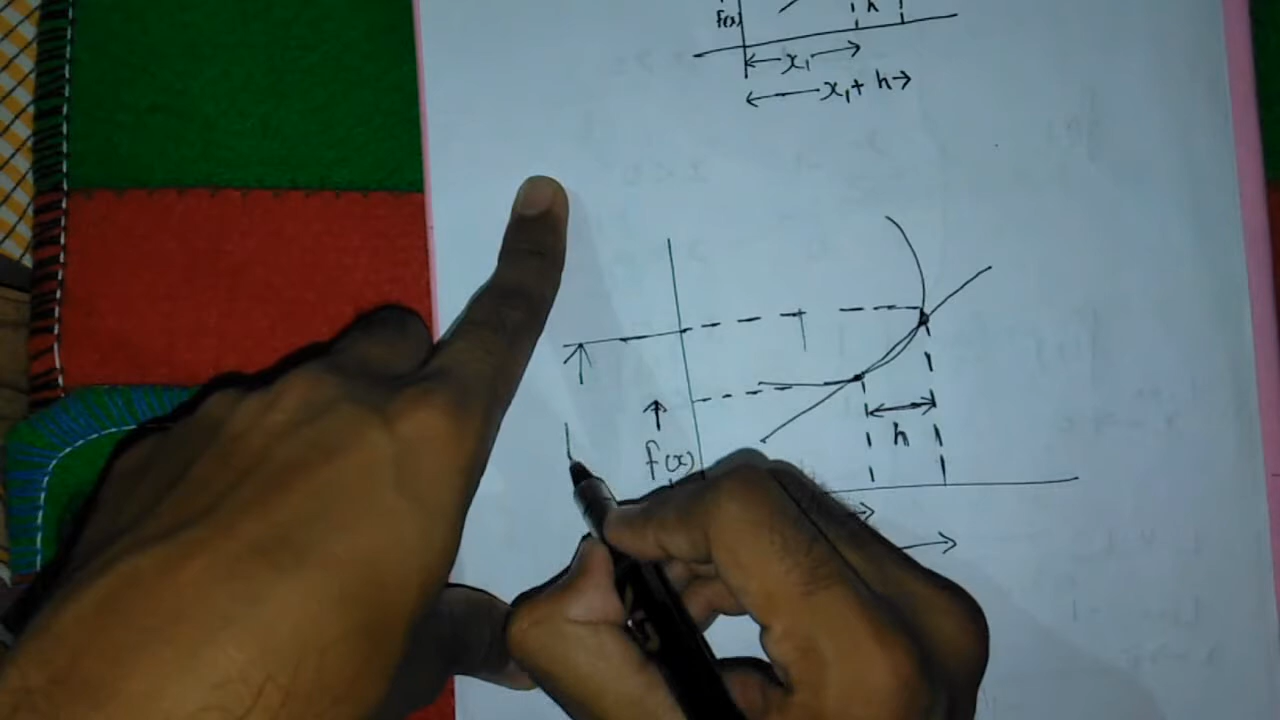 f(x)
h
x₁
x₁ + h
h
f(x)